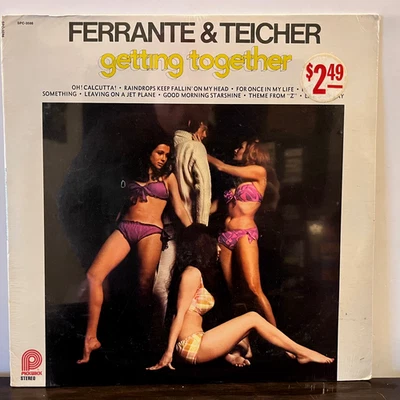 FERRANTE & TEICHER
getting together
$2.49
OH! CALCUTTA! • RAINDROPS KEEP FALLIN' ON MY HEAD • FOR ONCE IN MY LIFE •
SOMETHING • LEAVING ON A JET PLANE • GOOD MORNING STARSHINE • THEME FROM "Z" •
PICKWICK
STEREO